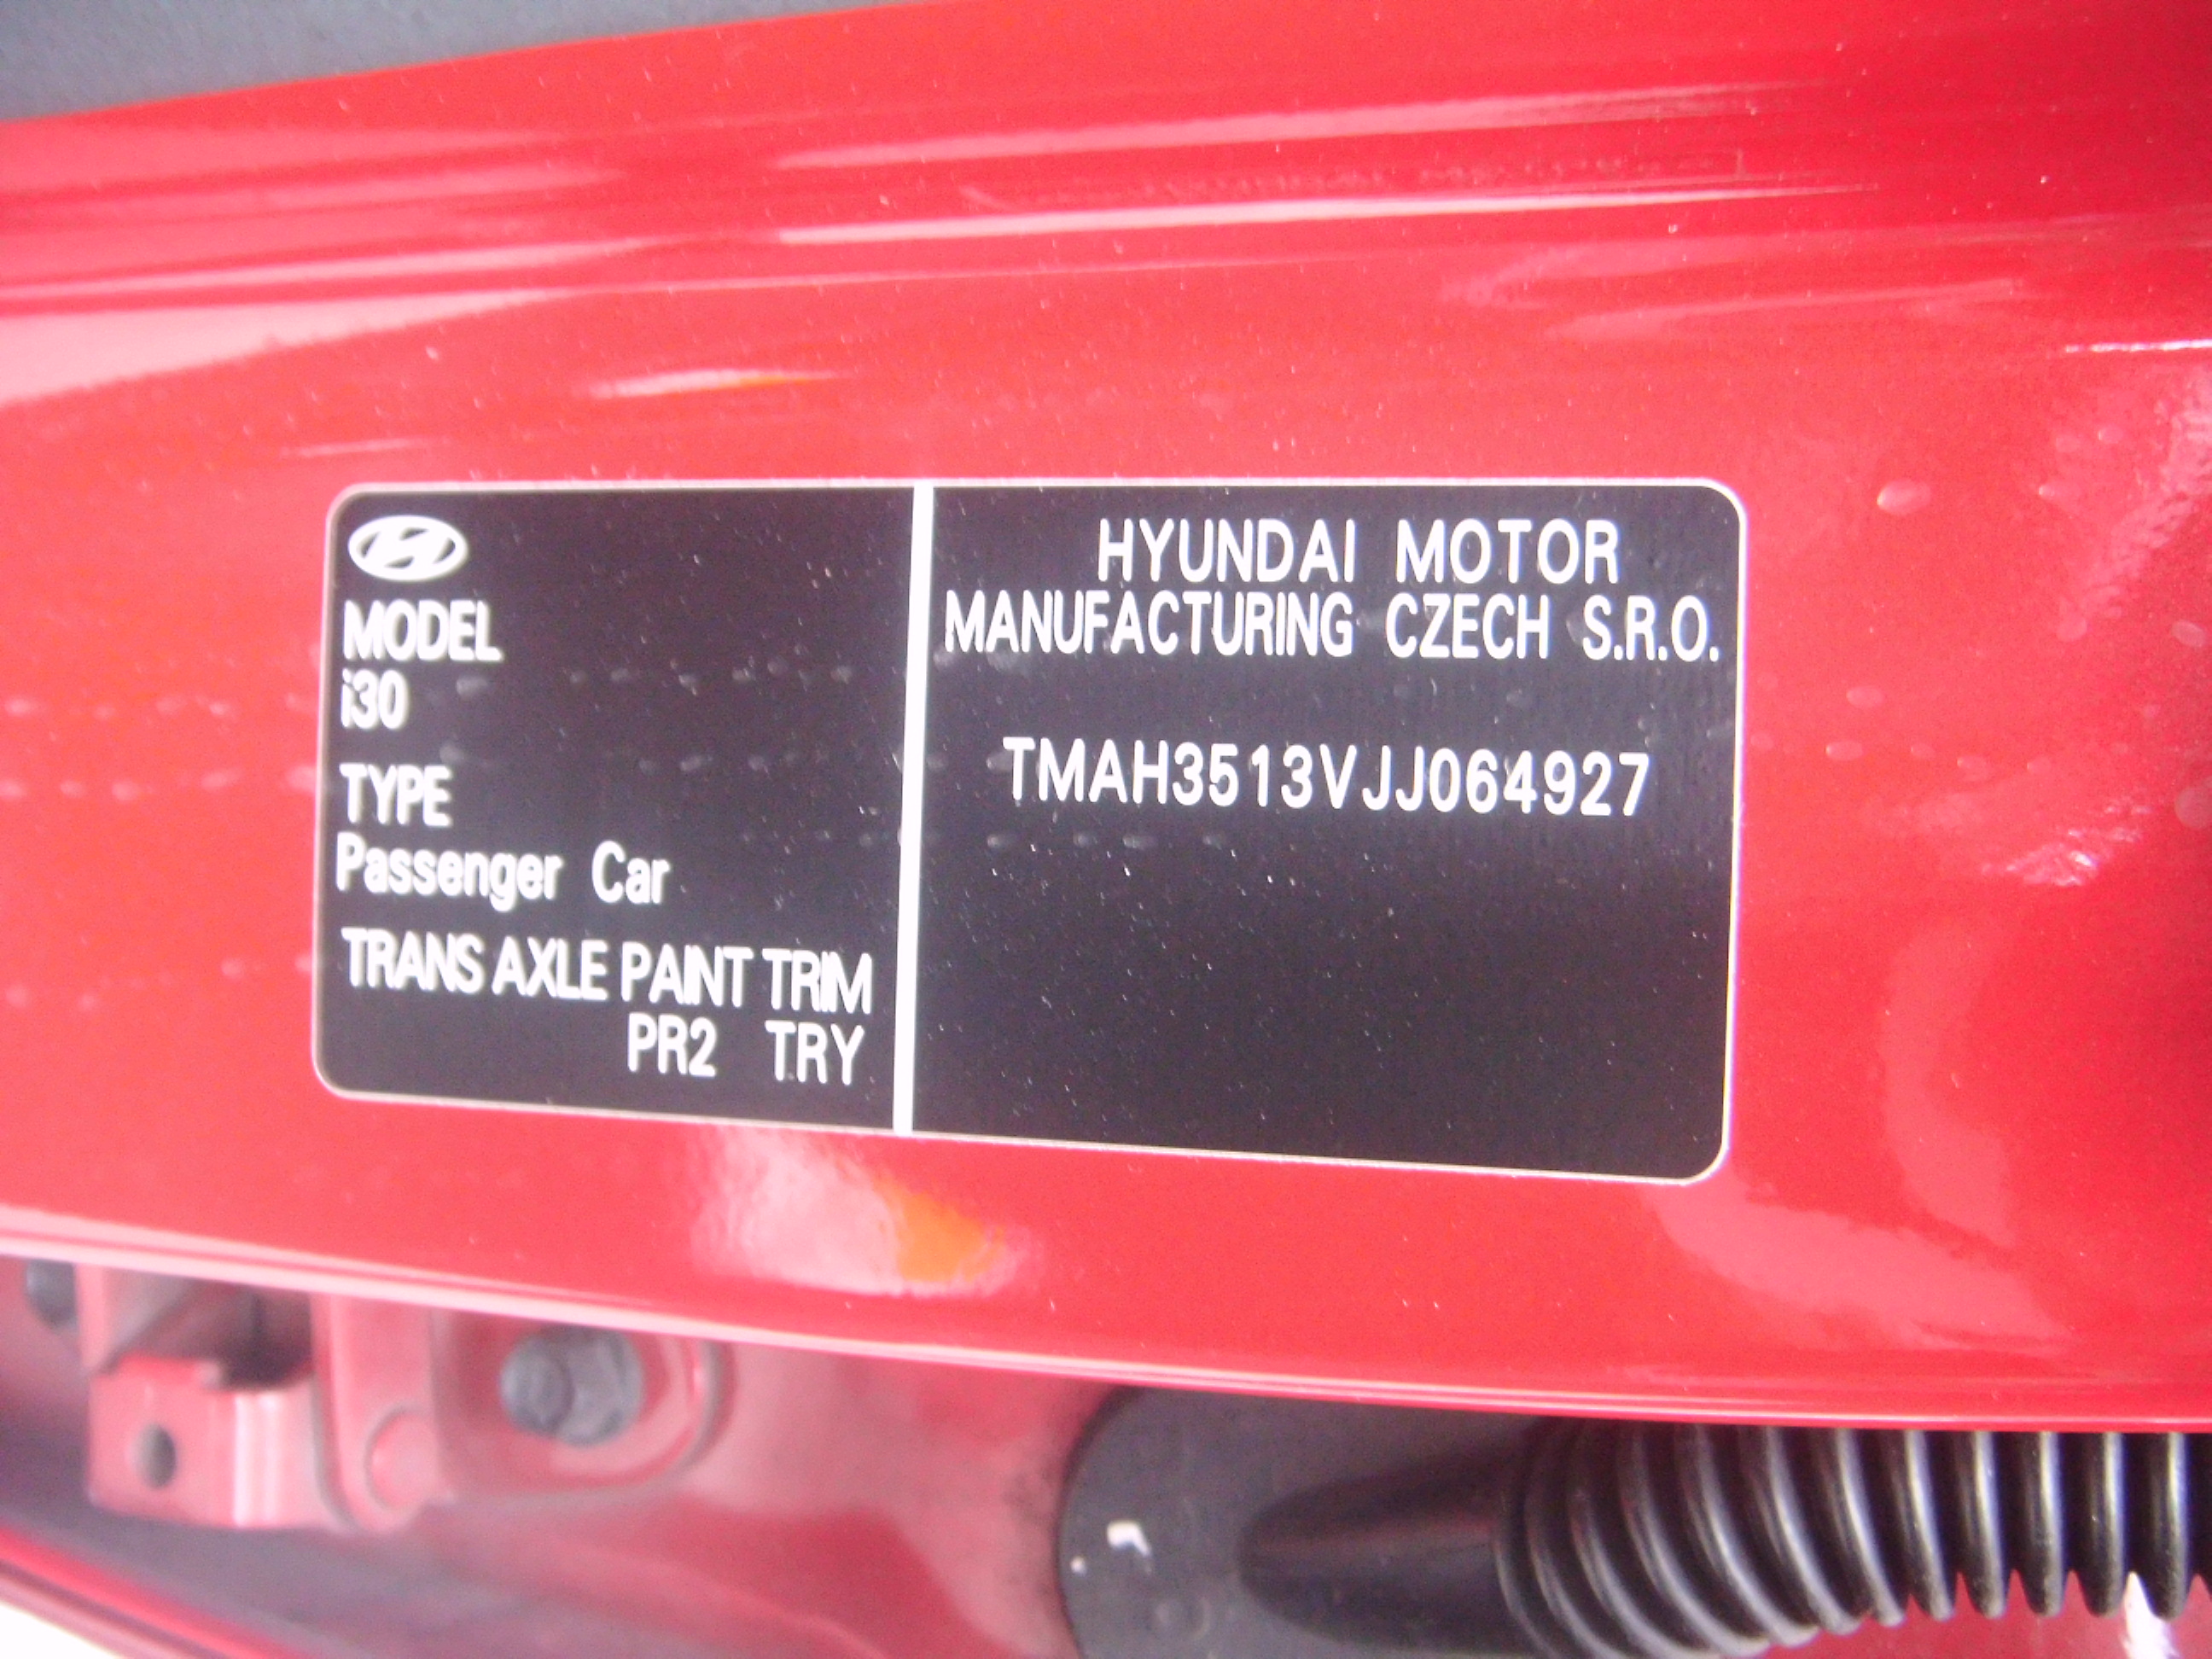 MODEL
i30
TYPE
Passenger Car
TRANS AXLE PAINT TRIM
PR2 TRY
HYUNDAI MOTOR
MANUFACTURING CZECH S.R.O.
TMAH3513VJJ064927